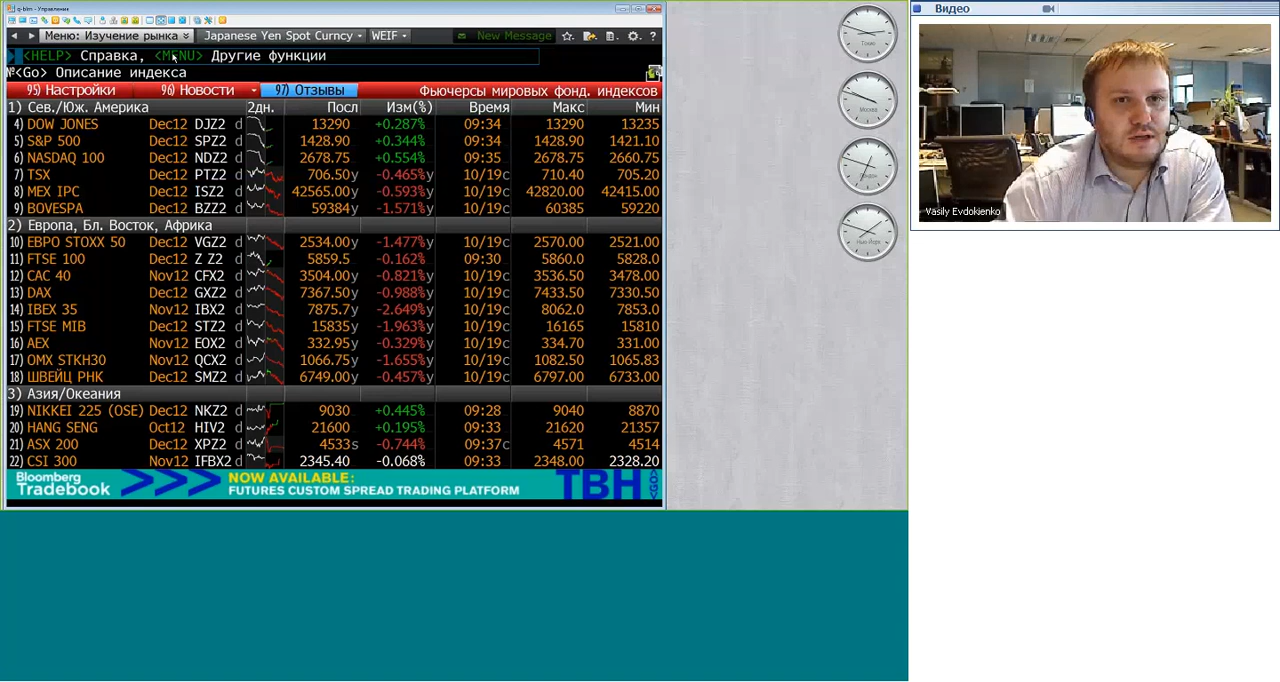 q-blm - Управление
Меню: Изучение рынка Japanese Yen Spot Curncy WEIF New Message
<HELP> Справка, <MENU> Другие функции
№<Go> Описание индекса
95) Настройки 96) Новости 97) Отзывы Фьючерсы мировых фонд. индексов
1) Сев./Юж. Америка 2дн. Посл Изм(%) Время Макс Мин
4) DOW JONES Dec12 DJZ2 d 13290 +0.287% 09:34 13290 13235
5) S&P 500 Dec12 SPZ2 d 1428.90 +0.344% 09:34 1428.90 1421.10
6) NASDAQ 100 Dec12 NDZ2 d 2678.75 +0.554% 09:35 2678.75 2660.75
7) TSX Dec12 PTZ2 d 706.50y -0.465%y 10/19c 710.40 705.20
8) MEX IPC Dec12 ISZ2 d 42565.00y -0.593%y 10/19c 42820.00 42415.00
9) BOVESPA Dec12 BZZ2 d 59384y -1.571%y 10/19c 60385 59220
2) Европа, Бл. Восток, Африка
10) ЕВРО STOXX 50 Dec12 VGZ2 d 2534.00y -1.477%y 10/19c 2570.00 2521.00
11) FTSE 100 Dec12 Z Z2 d 5859.5 -0.162% 09:30 5860.0 5828.0
12) CAC 40 Nov12 CFX2 d 3504.00y -0.821%y 10/19c 3536.50 3478.00
13) DAX Dec12 GXZ2 d 7367.50y -0.988%y 10/19c 7433.50 7330.50
14) IBEX 35 Nov12 IBX2 d 7875.7y -2.649%y 10/19c 8062.0 7853.0
15) FTSE MIB Dec12 STZ2 d 15835y -1.963%y 10/19c 16165 15810
16) AEX Nov12 EOX2 d 332.95y -0.329%y 10/19c 334.70 331.00
17) OMX STKH30 Nov12 QCX2 d 1066.75y -1.655%y 10/19c 1082.50 1065.83
18) ШВЕЙЦ РНК Dec12 SMZ2 d 6749.00y -0.457%y 10/19c 6797.00 6733.00
3) Азия/Океания
19) NIKKEI 225 (OSE) Dec12 NKZ2 d 9030 +0.445% 09:28 9040 8870
20) HANG SENG Oct12 HIV2 d 21600 +0.195% 09:33 21620 21357
21) ASX 200 Dec12 XPZ2 d 4533s -0.744% 09:37c 4571 4514
22) CSI 300 Nov12 IFBX2 d 2345.40 -0.068% 09:33 2348.00 2328.20
Bloomberg Tradebook NOW AVAILABLE: FUTURES CUSTOM SPREAD TRADING PLATFORM TBH <GO>
Токио
Москва
Лондон
Нью-Йорк
Видео
Vasily Evdokienko